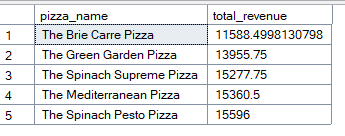 pizza_name total_revenue
1 The Brie Carre Pizza 11588.4998130798
2 The Green Garden Pizza 13955.75
3 The Spinach Supreme Pizza 15277.75
4 The Mediterranean Pizza 15360.5
5 The Spinach Pesto Pizza 15596